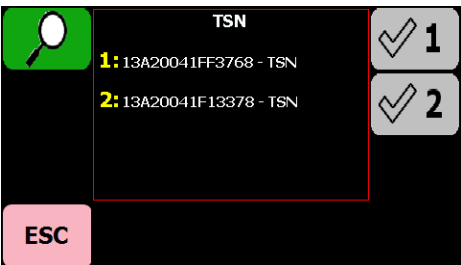 TSN
1: 13A20041FF3768 - TSN
2: 13A20041F13378 - TSN
1
2
ESC